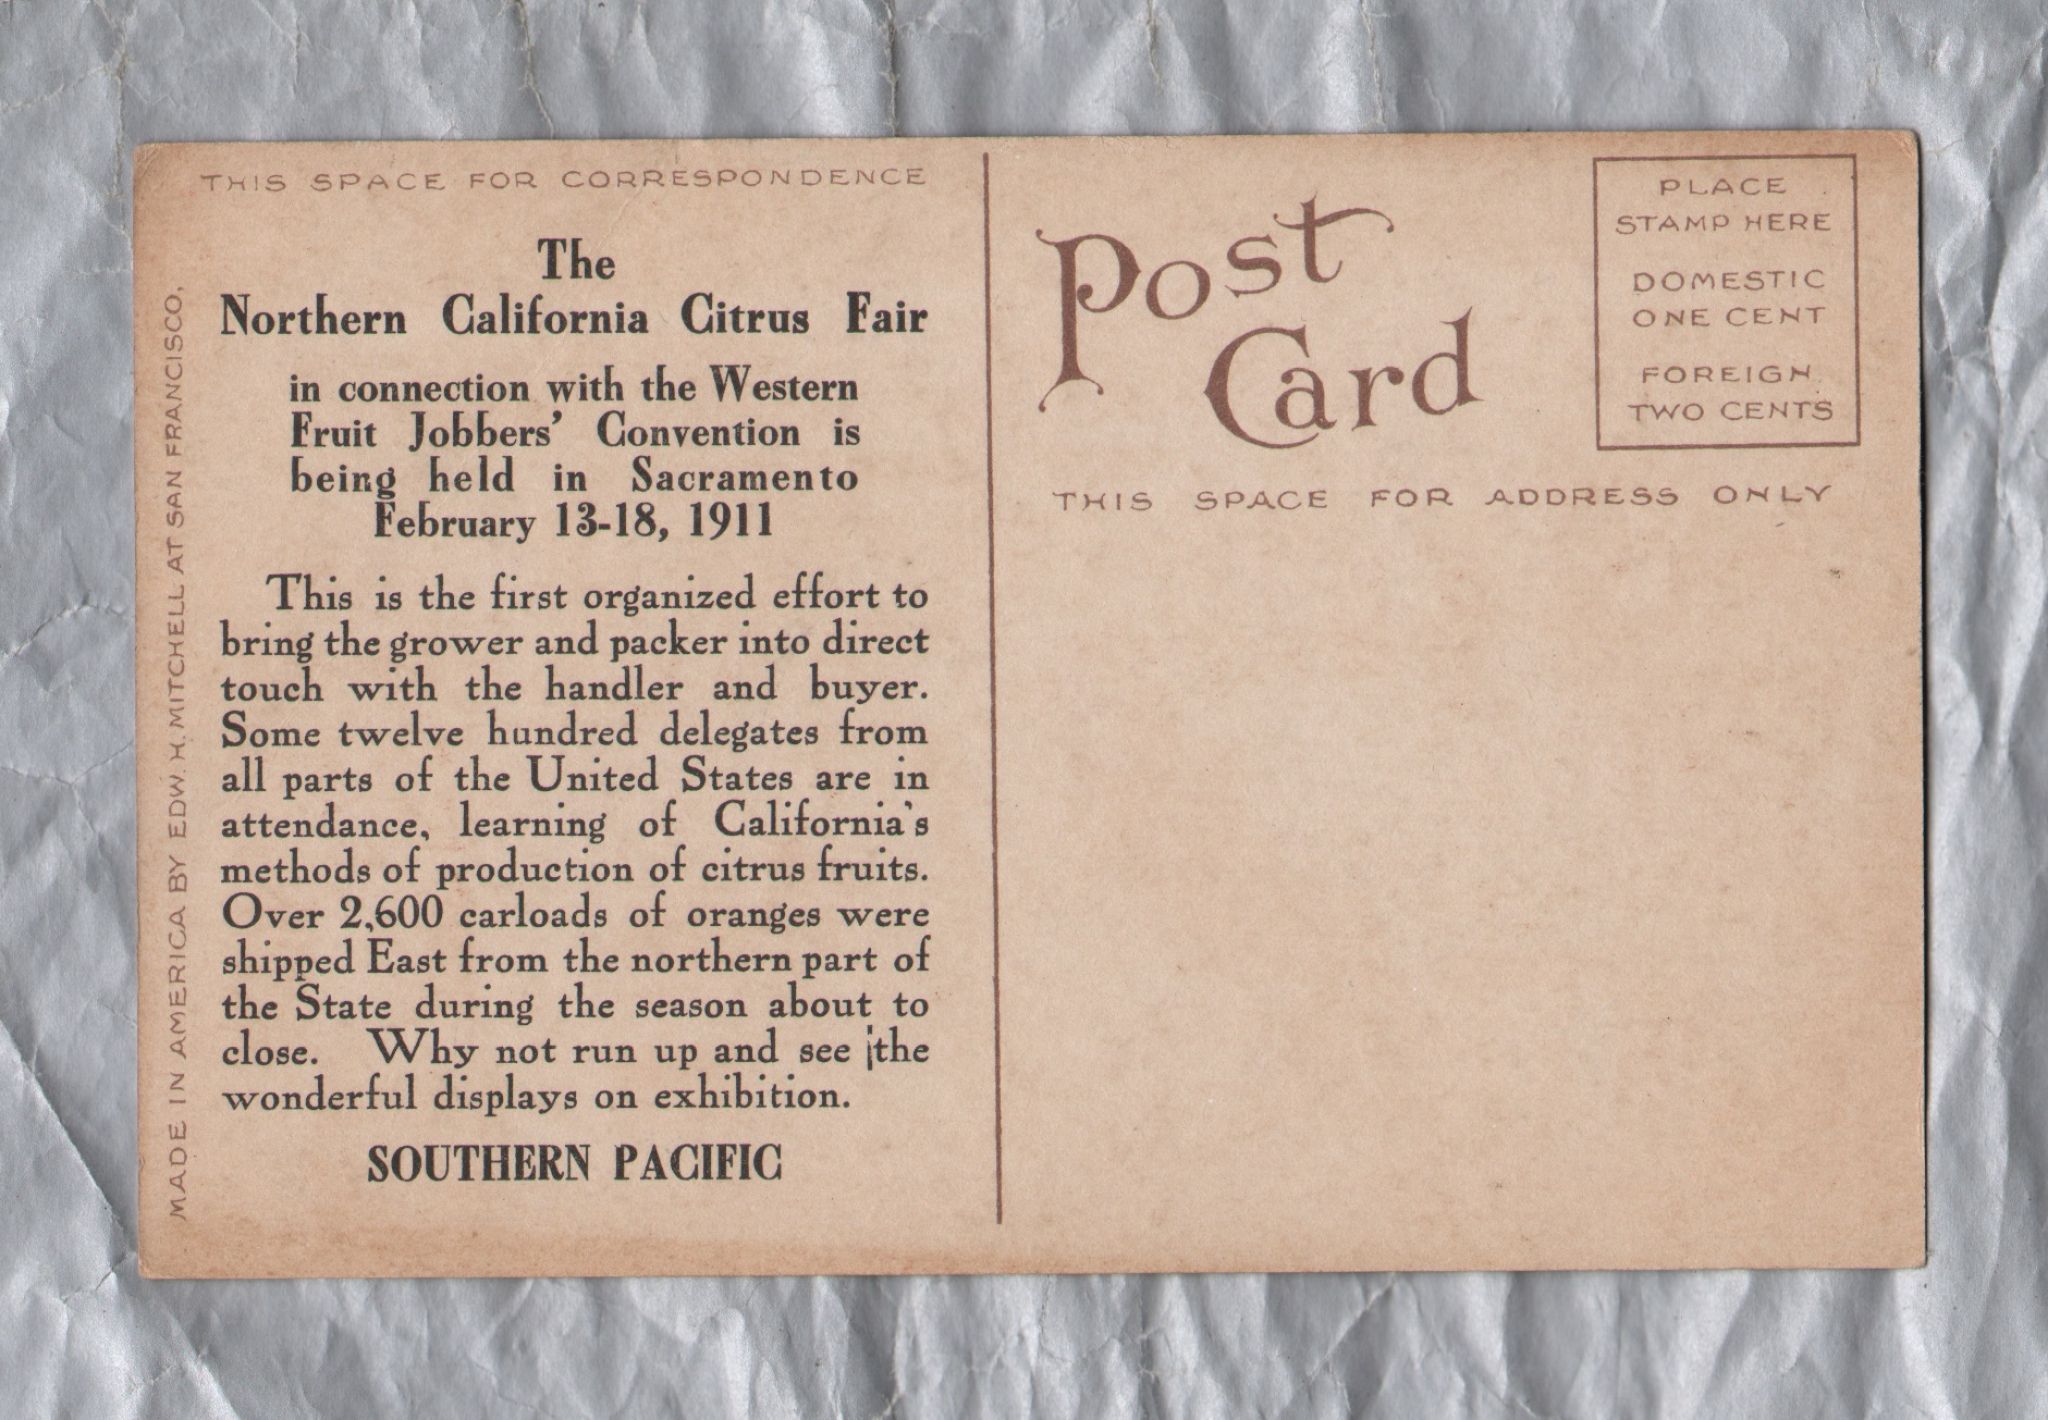 THIS SPACE FOR CORRESPONDENCE
The
Northern California Citrus Fair
in connection with the Western
Fruit Jobbers' Convention is
being held in Sacramento
February 13-18, 1911
This is the first organized effort to
bring the grower and packer into direct
touch with the handler and buyer.
Some twelve hundred delegates from
all parts of the United States are in
attendance, learning of California's
methods of production of citrus fruits.
Over 2,600 carloads of oranges were
shipped East from the northern part of
the State during the season about to
close. Why not run up and see the
wonderful displays on exhibition.
SOUTHERN PACIFIC
MADE IN AMERICA BY EDW. H. MITCHELL AT SAN FRANCISCO,
Post
Card
PLACE
STAMP HERE
DOMESTIC
ONE CENT
FOREIGN
TWO CENTS
THIS SPACE FOR ADDRESS ONLY